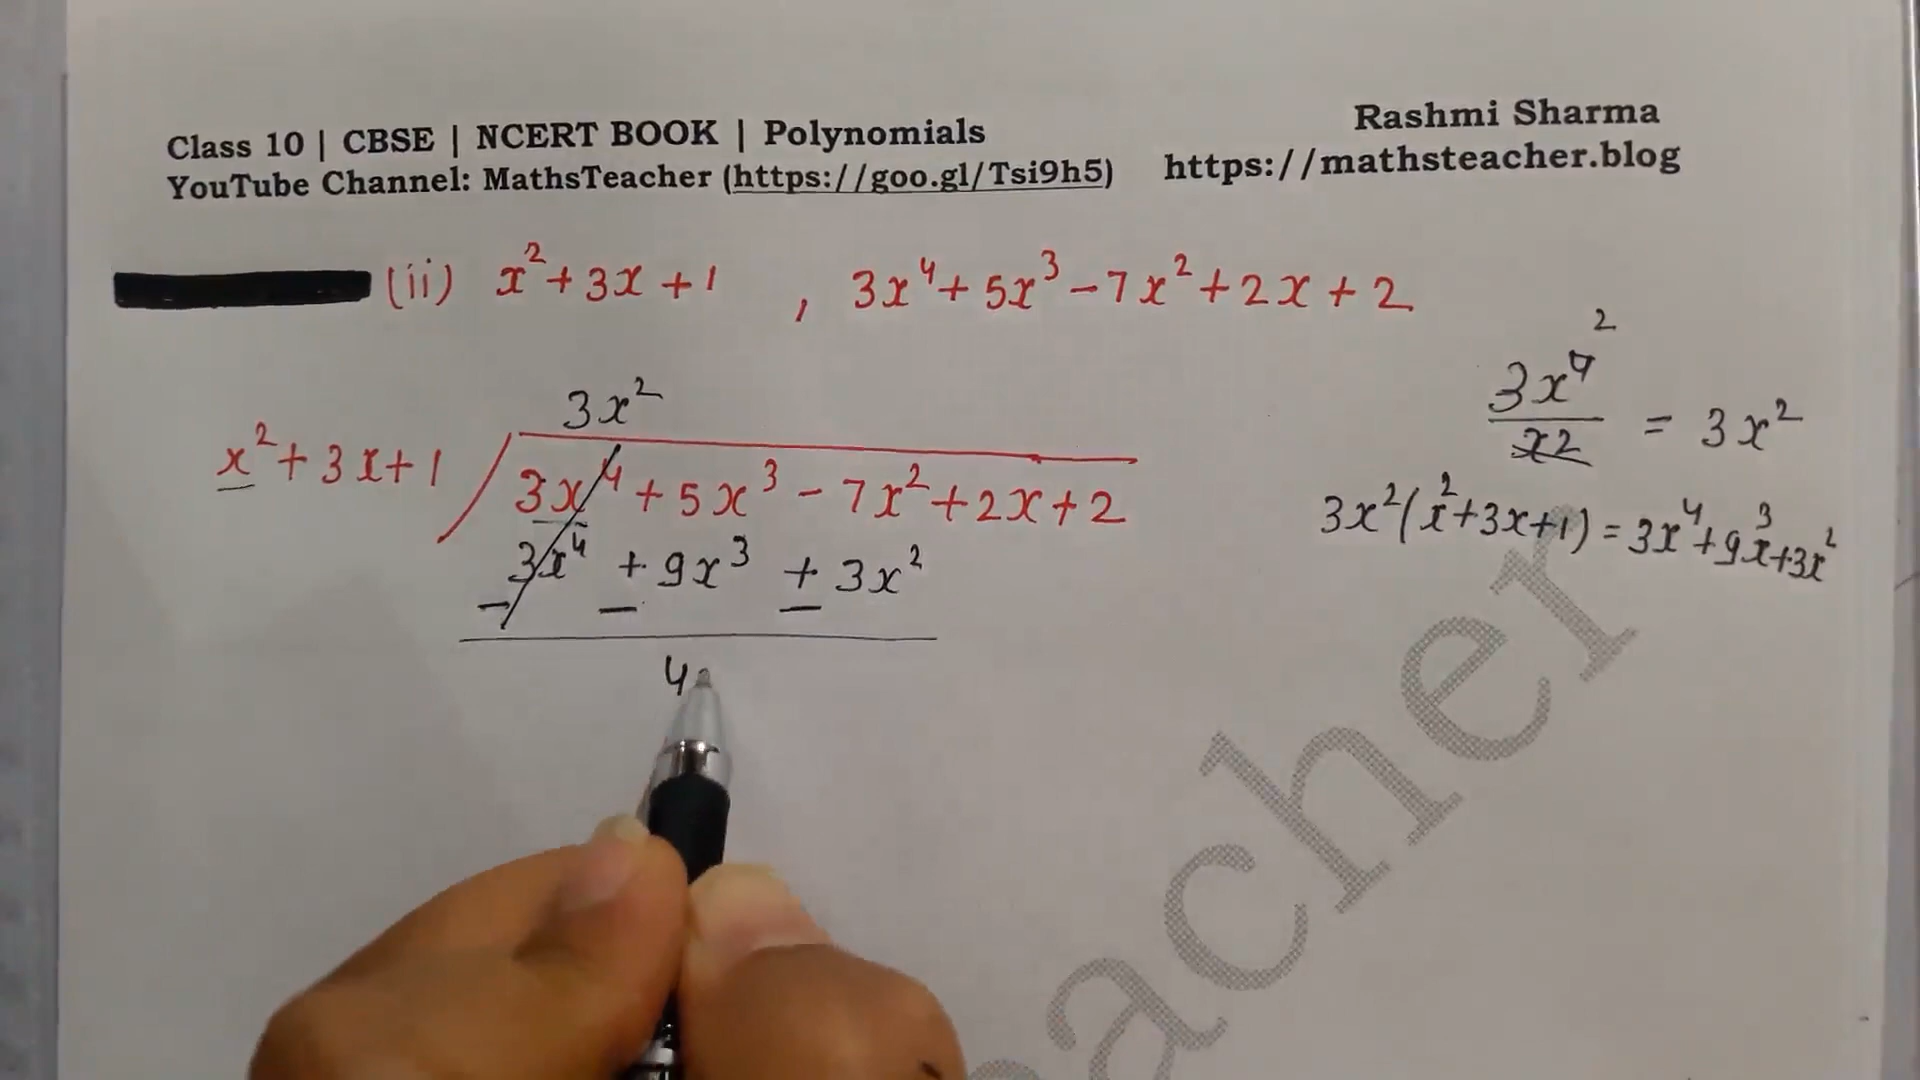 Class 10 | CBSE | NCERT BOOK | Polynomials
Rashmi Sharma
YouTube Channel: MathsTeacher (https://goo.gl/Tsi9h5)
https://mathsteacher.blog
(ii) x² + 3x + 1 , 3x⁴ + 5x³ - 7x² + 2x + 2
3x²
x² + 3x + 1 3x⁴ + 5x³ - 7x² + 2x + 2
3x⁴ + 9x³ + 3x²
- - -
4
2
3x⁴
x2
= 3x²
3x²(x²+3x+1) = 3x⁴+9x³+3x²
acher